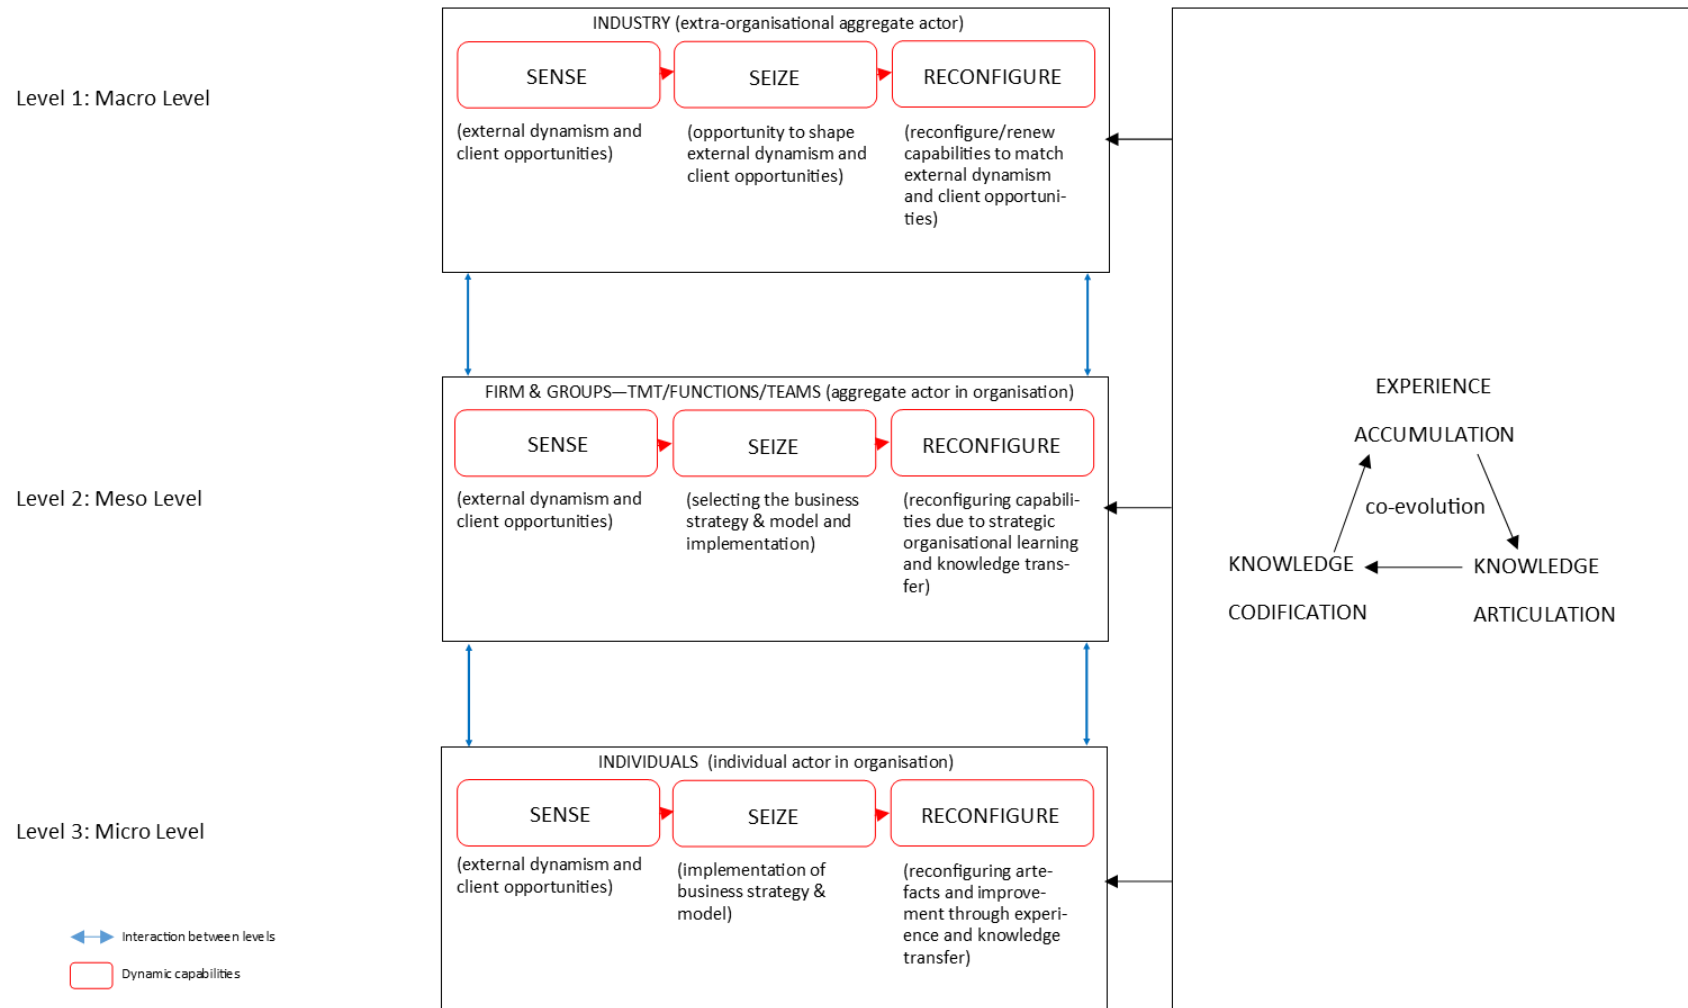 INDUSTRY (extra-organisational aggregate actor)
SENSE
SEIZE
RECONFIGURE
Level 1: Macro Level
(external dynamism and
client opportunities)
(opportunity to shape
external dynamism and
client opportunities)
(reconfigure/renew
capabilities to match
external dynamism
and client opportuni-
ties)
FIRM & GROUPS—TMT/FUNCTIONS/TEAMS (aggregate actor in organisation)
SENSE
SEIZE
RECONFIGURE
Level 2: Meso Level
(external dynamism and
client opportunities)
(selecting the business
strategy & model and
implementation)
(reconfiguring capabili-
ties due to strategic
organisational learning
and knowledge trans-
fer)
INDIVIDUALS (individual actor in organisation)
SENSE
SEIZE
RECONFIGURE
Level 3: Micro Level
(external dynamism and
client opportunities)
(implementation of
business strategy &
model)
(reconfiguring arte-
facts and improve-
ment through experi-
ence and knowledge
transfer)
EXPERIENCE
ACCUMULATION
co-evolution
KNOWLEDGE
CODIFICATION
KNOWLEDGE
ARTICULATION
Interaction between levels
Dynamic capabilities